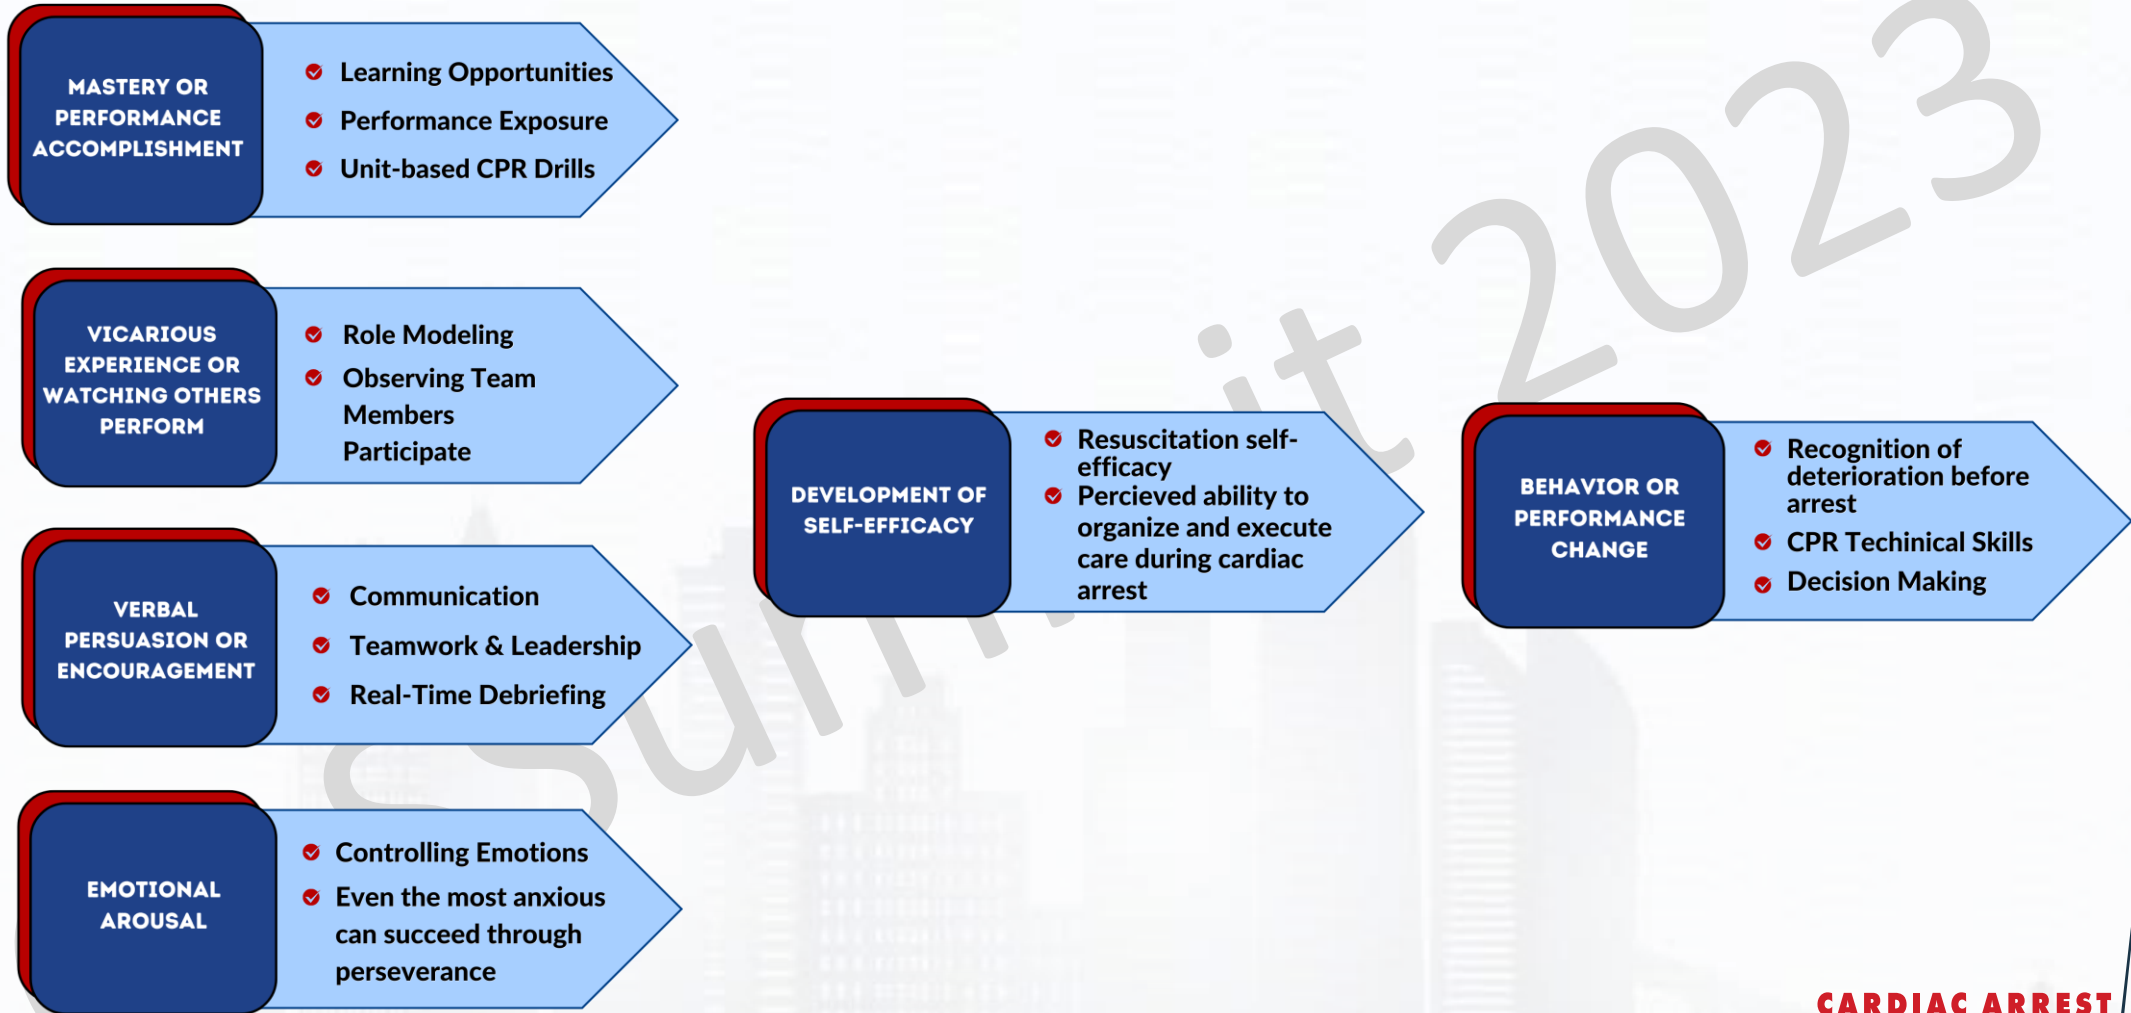 MASTERY OR
PERFORMANCE
ACCOMPLISHMENT
Learning Opportunities
Performance Exposure
Unit-based CPR Drills
VICARIOUS
EXPERIENCE OR
WATCHING OTHERS
PERFORM
Role Modeling
Observing Team
Members
Participate
VERBAL
PERSUASION OR
ENCOURAGEMENT
Communication
Teamwork & Leadership
Real-Time Debriefing
EMOTIONAL
AROUSAL
Controlling Emotions
Even the most anxious
can succeed through
perseverance
DEVELOPMENT OF
SELF-EFFICACY
Resuscitation self-
efficacy
Percieved ability to
organize and execute
care during cardiac
arrest
BEHAVIOR OR
PERFORMANCE
CHANGE
Recognition of
deterioration before
arrest
CPR Techinical Skills
Decision Making
Summit 2023
CARDIAC ARREST